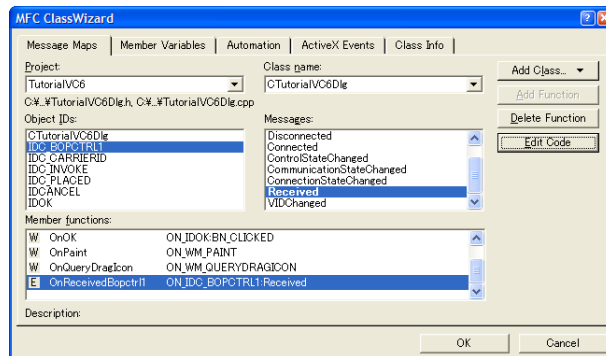 MFC ClassWizard
Message Maps Member Variables Automation ActiveX Events Class Info
Project: Class name:
TutorialVC6 CTutorialVC6Dlg
C:¥..¥TutorialVC6Dlg.h, C:¥..¥TutorialVC6Dlg.cpp
Add Class...
Add Function
Delete Function
Edit Code
Object IDs:
CTutorialVC6Dlg
IDC_BOPCTRL1
IDC_CARRIERID
IDC_INVOKE
IDC_PLACED
IDCANCEL
IDOK
Messages:
Disconnected
Connected
ControlStateChanged
CommunicationStateChanged
ConnectionStateChanged
Received
VIDChanged
Member functions:
W OnOK ON_IDOK:BN_CLICKED
W OnPaint ON_WM_PAINT
W OnQueryDragIcon ON_WM_QUERYDRAGICON
E OnReceivedBopctrl1 ON_IDC_BOPCTRL1:Received
Description:
OK Cancel